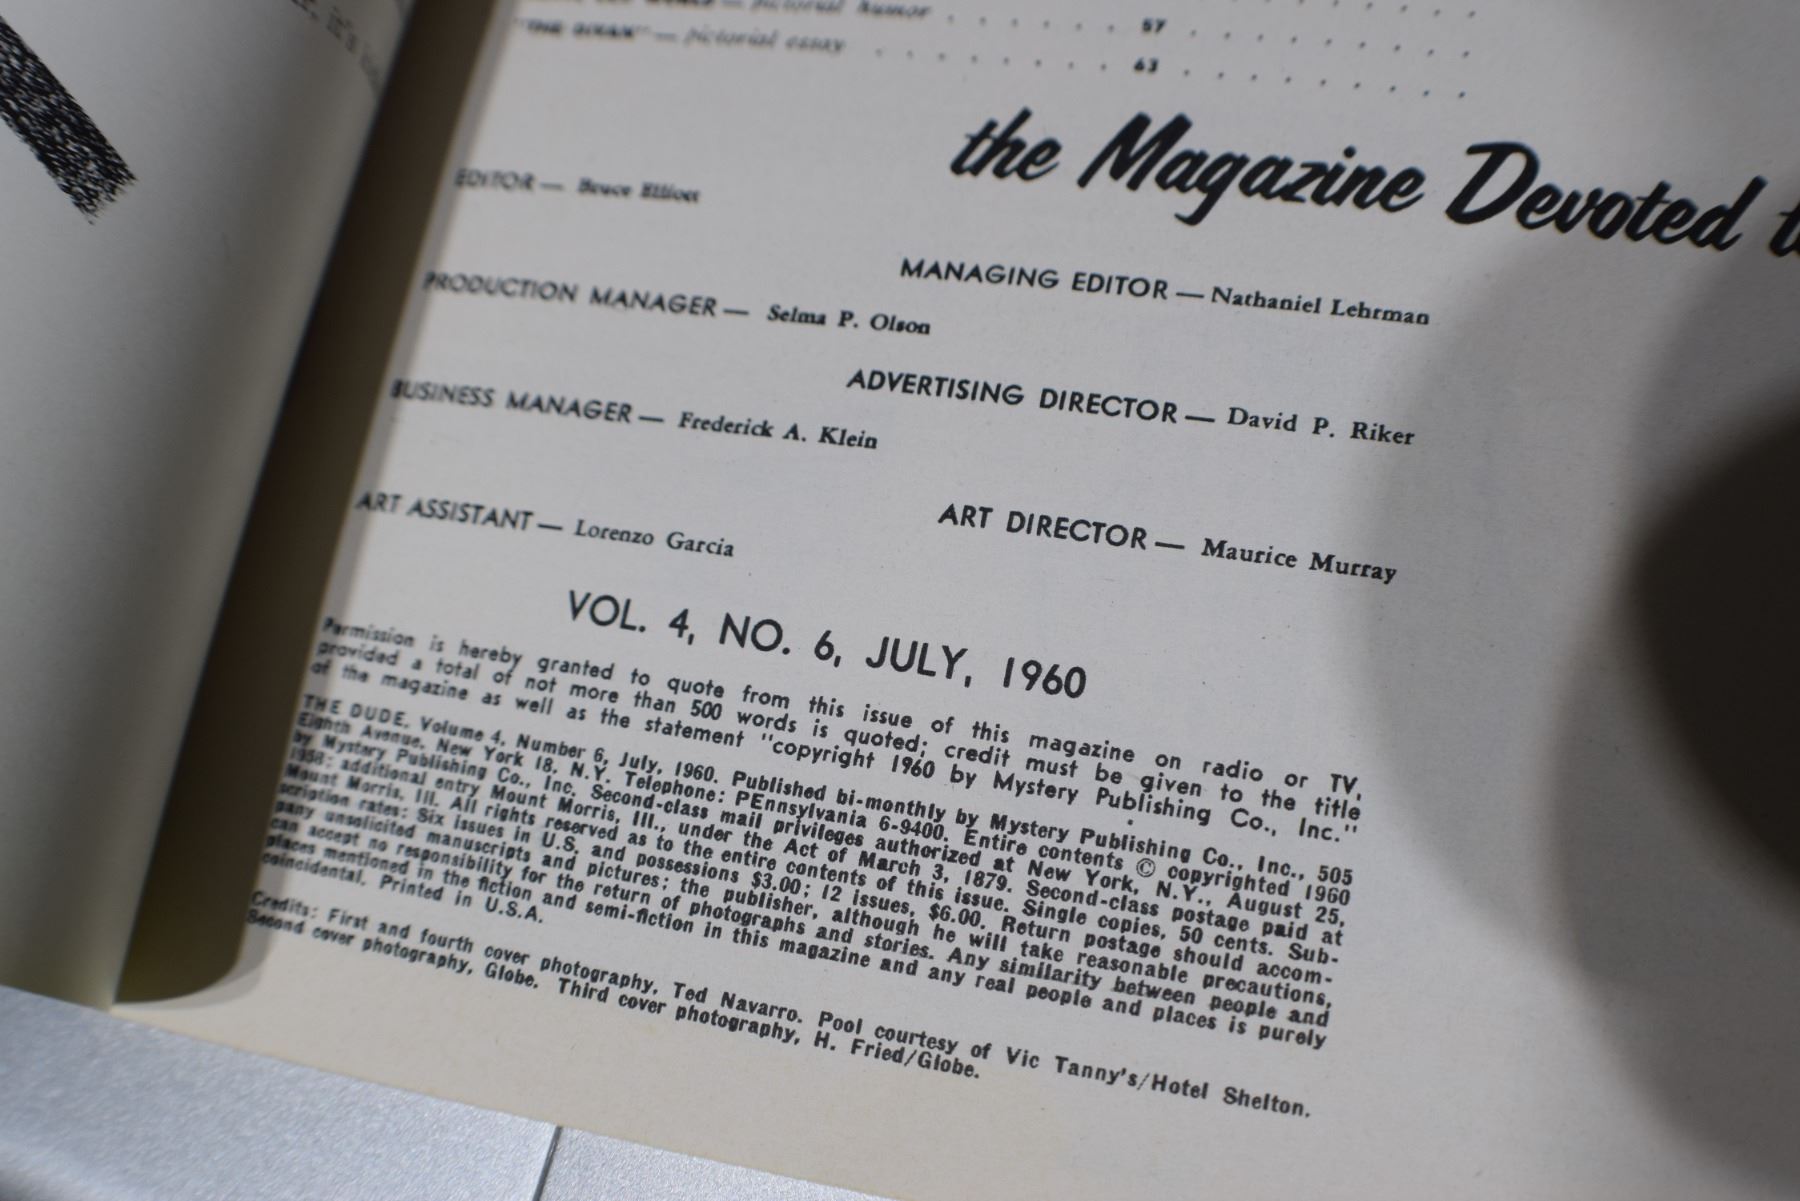 — pictorial humor . . . . . . 57 . . . . . . . .
— pictorial essay . . . . . . . . 63 . . . . . . . .
the Magazine Devoted
EDITOR — Bruce Elliott
MANAGING EDITOR — Nathaniel Lehrman
PRODUCTION MANAGER — Selma P. Olson
ADVERTISING DIRECTOR — David P. Riker
BUSINESS MANAGER — Frederick A. Klein
ART DIRECTOR — Maurice Murray
ART ASSISTANT — Lorenzo Garcia
VOL. 4, NO. 6, JULY, 1960
Permission is hereby granted to quote from this issue of this magazine on radio or TV,
provided a total of not more than 500 words is quoted; credit must be given to the title
of the magazine as well as the statement "copyright 1960 by Mystery Publishing Co., Inc."
THE DUDE, Volume 4, Number 6, July, 1960. Published bi-monthly by Mystery Publishing Co., Inc., 505
Eighth Avenue, New York 18, N.Y. Telephone: PEnnsylvania 6-9400. Entire contents © copyrighted 1960
by Mystery Publishing Co., Inc. Second-class mail privileges authorized at New York, N.Y., August 25,
1958; additional entry Mount Morris, Ill., under the Act of March 3, 1879. Second-class postage paid at
Mount Morris, Ill. All rights reserved as to the entire contents of this issue. Single copies, 50 cents. Sub-
scription rates: Six issues in U.S. and possessions $3.00; 12 issues, $6.00. Return postage should accom-
pany unsolicited manuscripts and pictures; the publisher, although he will take reasonable precautions,
can accept no responsibility for the return of photographs and stories. Any similarity between people and
places mentioned in the fiction and semi-fiction in this magazine and any real people and places is purely
coincidental. Printed in U.S.A.
Credits: First and fourth cover photography, Ted Navarro. Pool courtesy of Vic Tanny's/Hotel Shelton.
Second cover photography, Globe. Third cover photography, H. Fried/Globe.